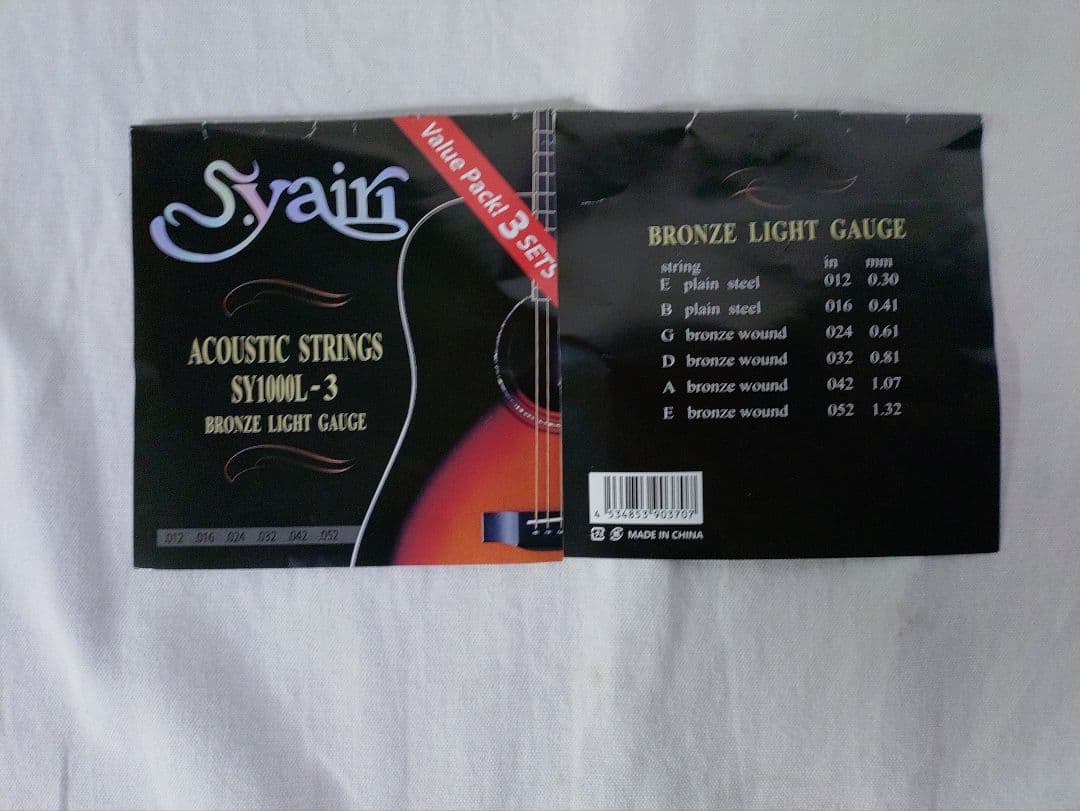 S.yairi
Value Pack! 3 SETS
ACOUSTIC STRINGS
SY1000L-3
BRONZE LIGHT GAUGE
.012 .016 .024 .032 .042 .052
BRONZE LIGHT GAUGE
string in mm
E plain steel 012 0.30
B plain steel 016 0.41
G bronze wound 024 0.61
D bronze wound 032 0.81
A bronze wound 042 1.07
E bronze wound 052 1.32
4 534853 903707
MADE IN CHINA